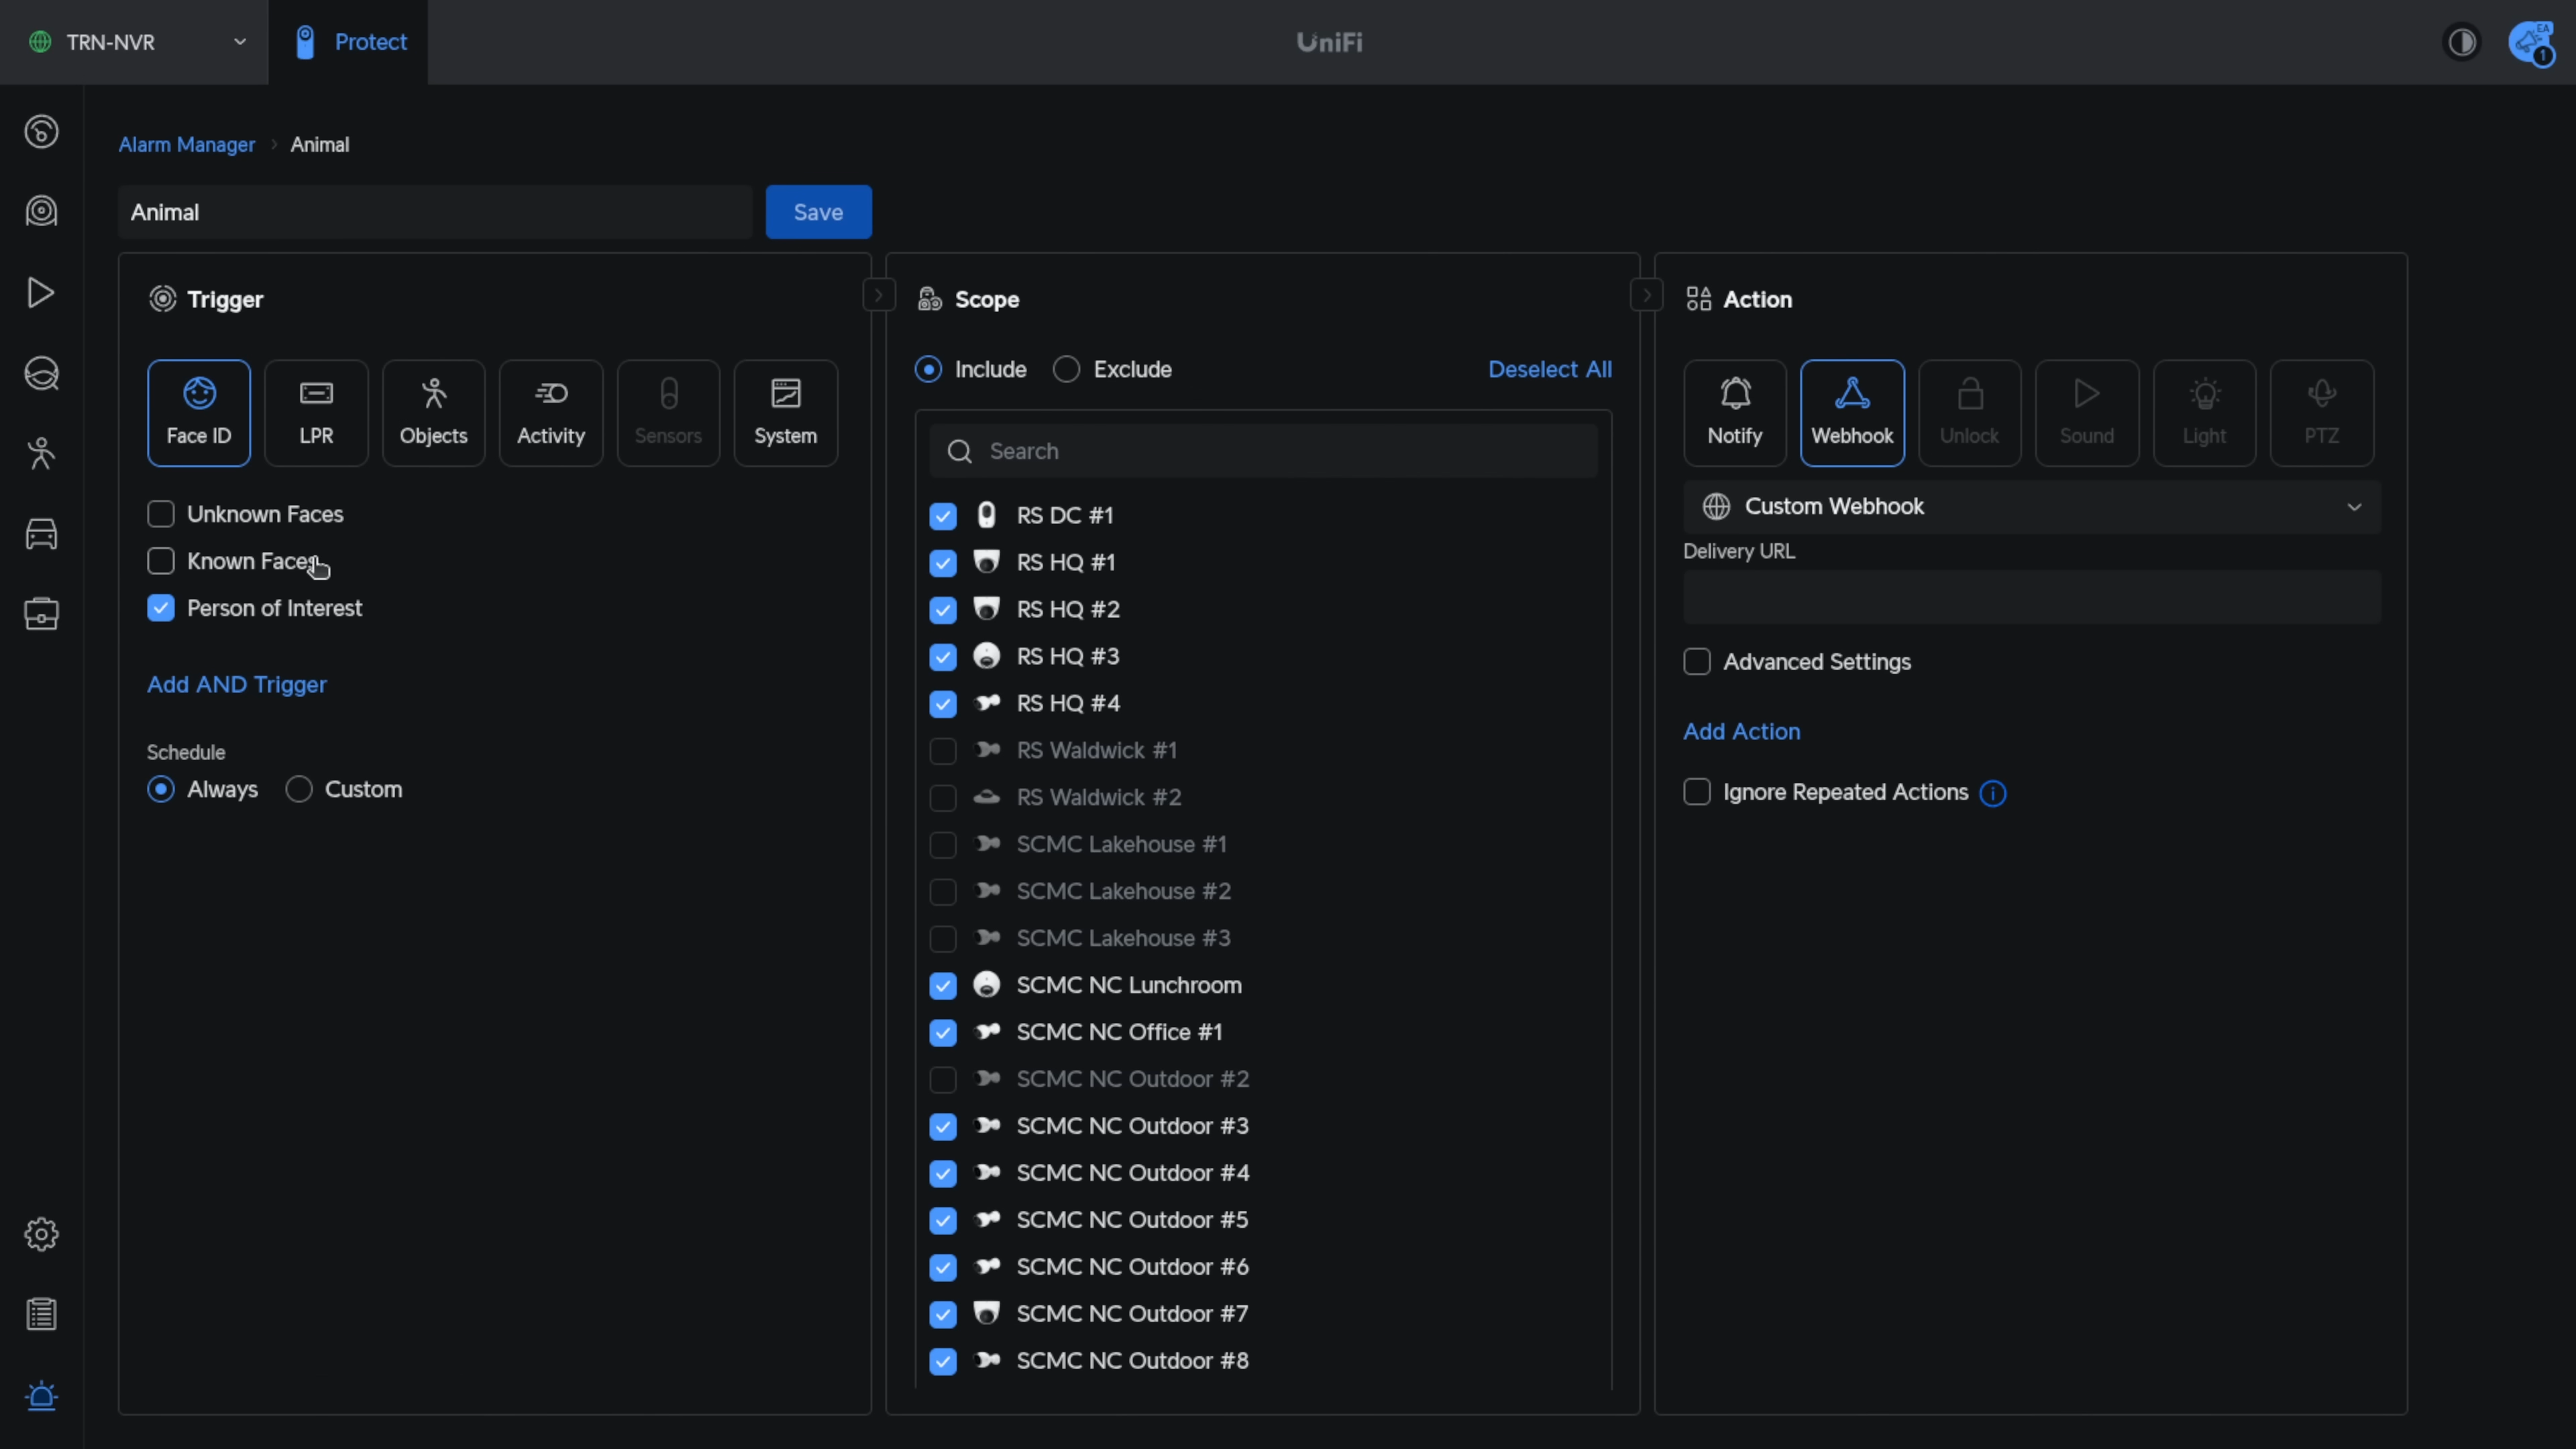 TRN-NVR
Protect
UniFi
EA
1
Alarm Manager > Animal
Animal
Save
Trigger
Face ID
LPR
Objects
Activity
Sensors
System
Unknown Faces
Known Faces
Person of Interest
Add AND Trigger
Schedule
Always
Custom
Scope
Include
Exclude
Deselect All
Search
RS DC #1
RS HQ #1
RS HQ #2
RS HQ #3
RS HQ #4
RS Waldwick #1
RS Waldwick #2
SCMC Lakehouse #1
SCMC Lakehouse #2
SCMC Lakehouse #3
SCMC NC Lunchroom
SCMC NC Office #1
SCMC NC Outdoor #2
SCMC NC Outdoor #3
SCMC NC Outdoor #4
SCMC NC Outdoor #5
SCMC NC Outdoor #6
SCMC NC Outdoor #7
SCMC NC Outdoor #8
Action
Notify
Webhook
Unlock
Sound
Light
PTZ
Custom Webhook
Delivery URL
Advanced Settings
Add Action
Ignore Repeated Actions